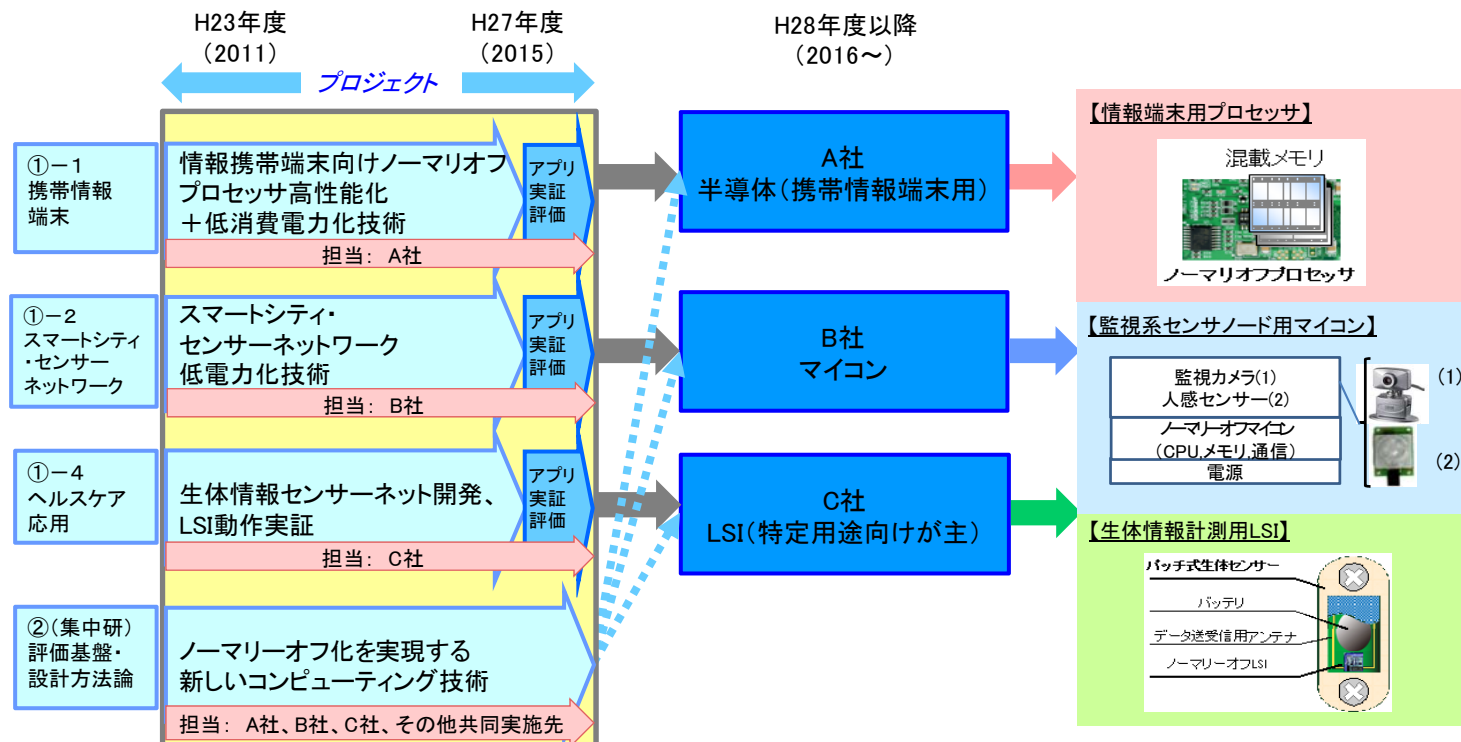 H23年度
(2011)
H27年度
(2015)
H28年度以降
(2016～)
プロジェクト
①－1
携帯情報
端末
情報携帯端末向けノーマリオフ
プロセッサ高性能化
＋低消費電力化技術
アプリ
実証
評価
担当： A社
A社
半導体(携帯情報端末用)
【情報端末用プロセッサ】
混載メモリ
ノーマリオフプロセッサ
①－2
スマートシティ
・センサー
ネットワーク
スマートシティ・
センサーネットワーク
低電力化技術
アプリ
実証
評価
担当： B社
B社
マイコン
【監視系センサノード用マイコン】
監視カメラ(1)
人感センサー(2)
ノーマリーオフマイコン
(CPU,メモリ,通信)
電源
(1)
(2)
①－4
ヘルスケア
応用
生体情報センサーネット開発、
LSI動作実証
アプリ
実証
評価
担当： C社
C社
LSI(特定用途向けが主)
【生体情報計測用LSI】
パッチ式生体センサー
バッテリ
データ送受信用アンテナ
ノーマリーオフLSI
②(集中研)
評価基盤・
設計方法論
ノーマリーオフ化を実現する
新しいコンピューティング技術
担当： A社、B社、C社、その他共同実施先